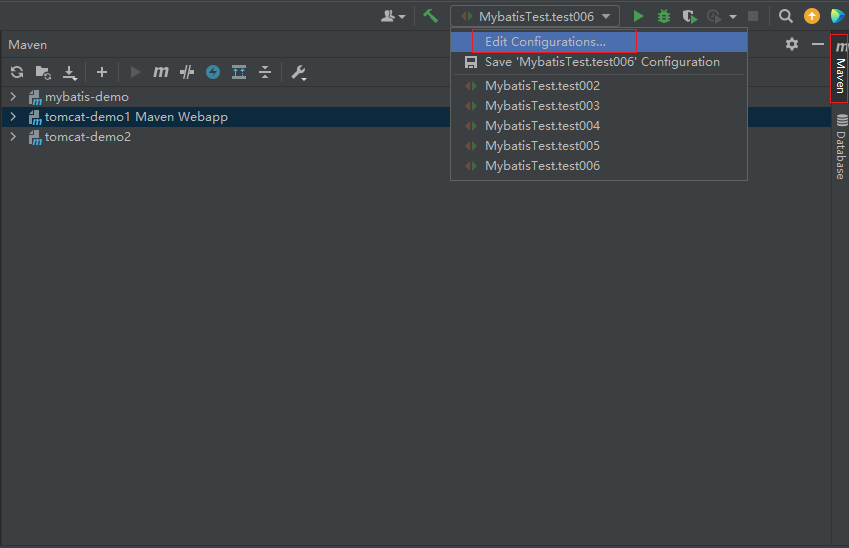 MybatisTest.test006
Maven
Edit Configurations...
Save 'MybatisTest.test006' Configuration
mybatis-demo
MybatisTest.test002
MybatisTest.test003
tomcat-demo1 Maven Webapp
MybatisTest.test004
tomcat-demo2
MybatisTest.test005
MybatisTest.test006
m
Maven
Database